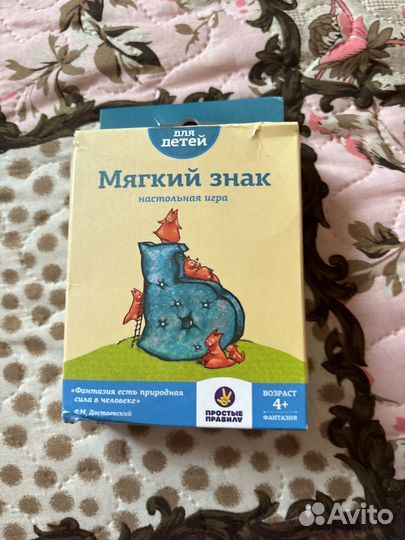 для
детей
Мягкий знак
настольная игра
«Фантазия есть природная
сила в человеке»
Ф.М. Достоевский
ПРОСТЫЕ
ПРАВИЛА
ВОЗРАСТ
4+
ФАНТАЗИЯ
Avito